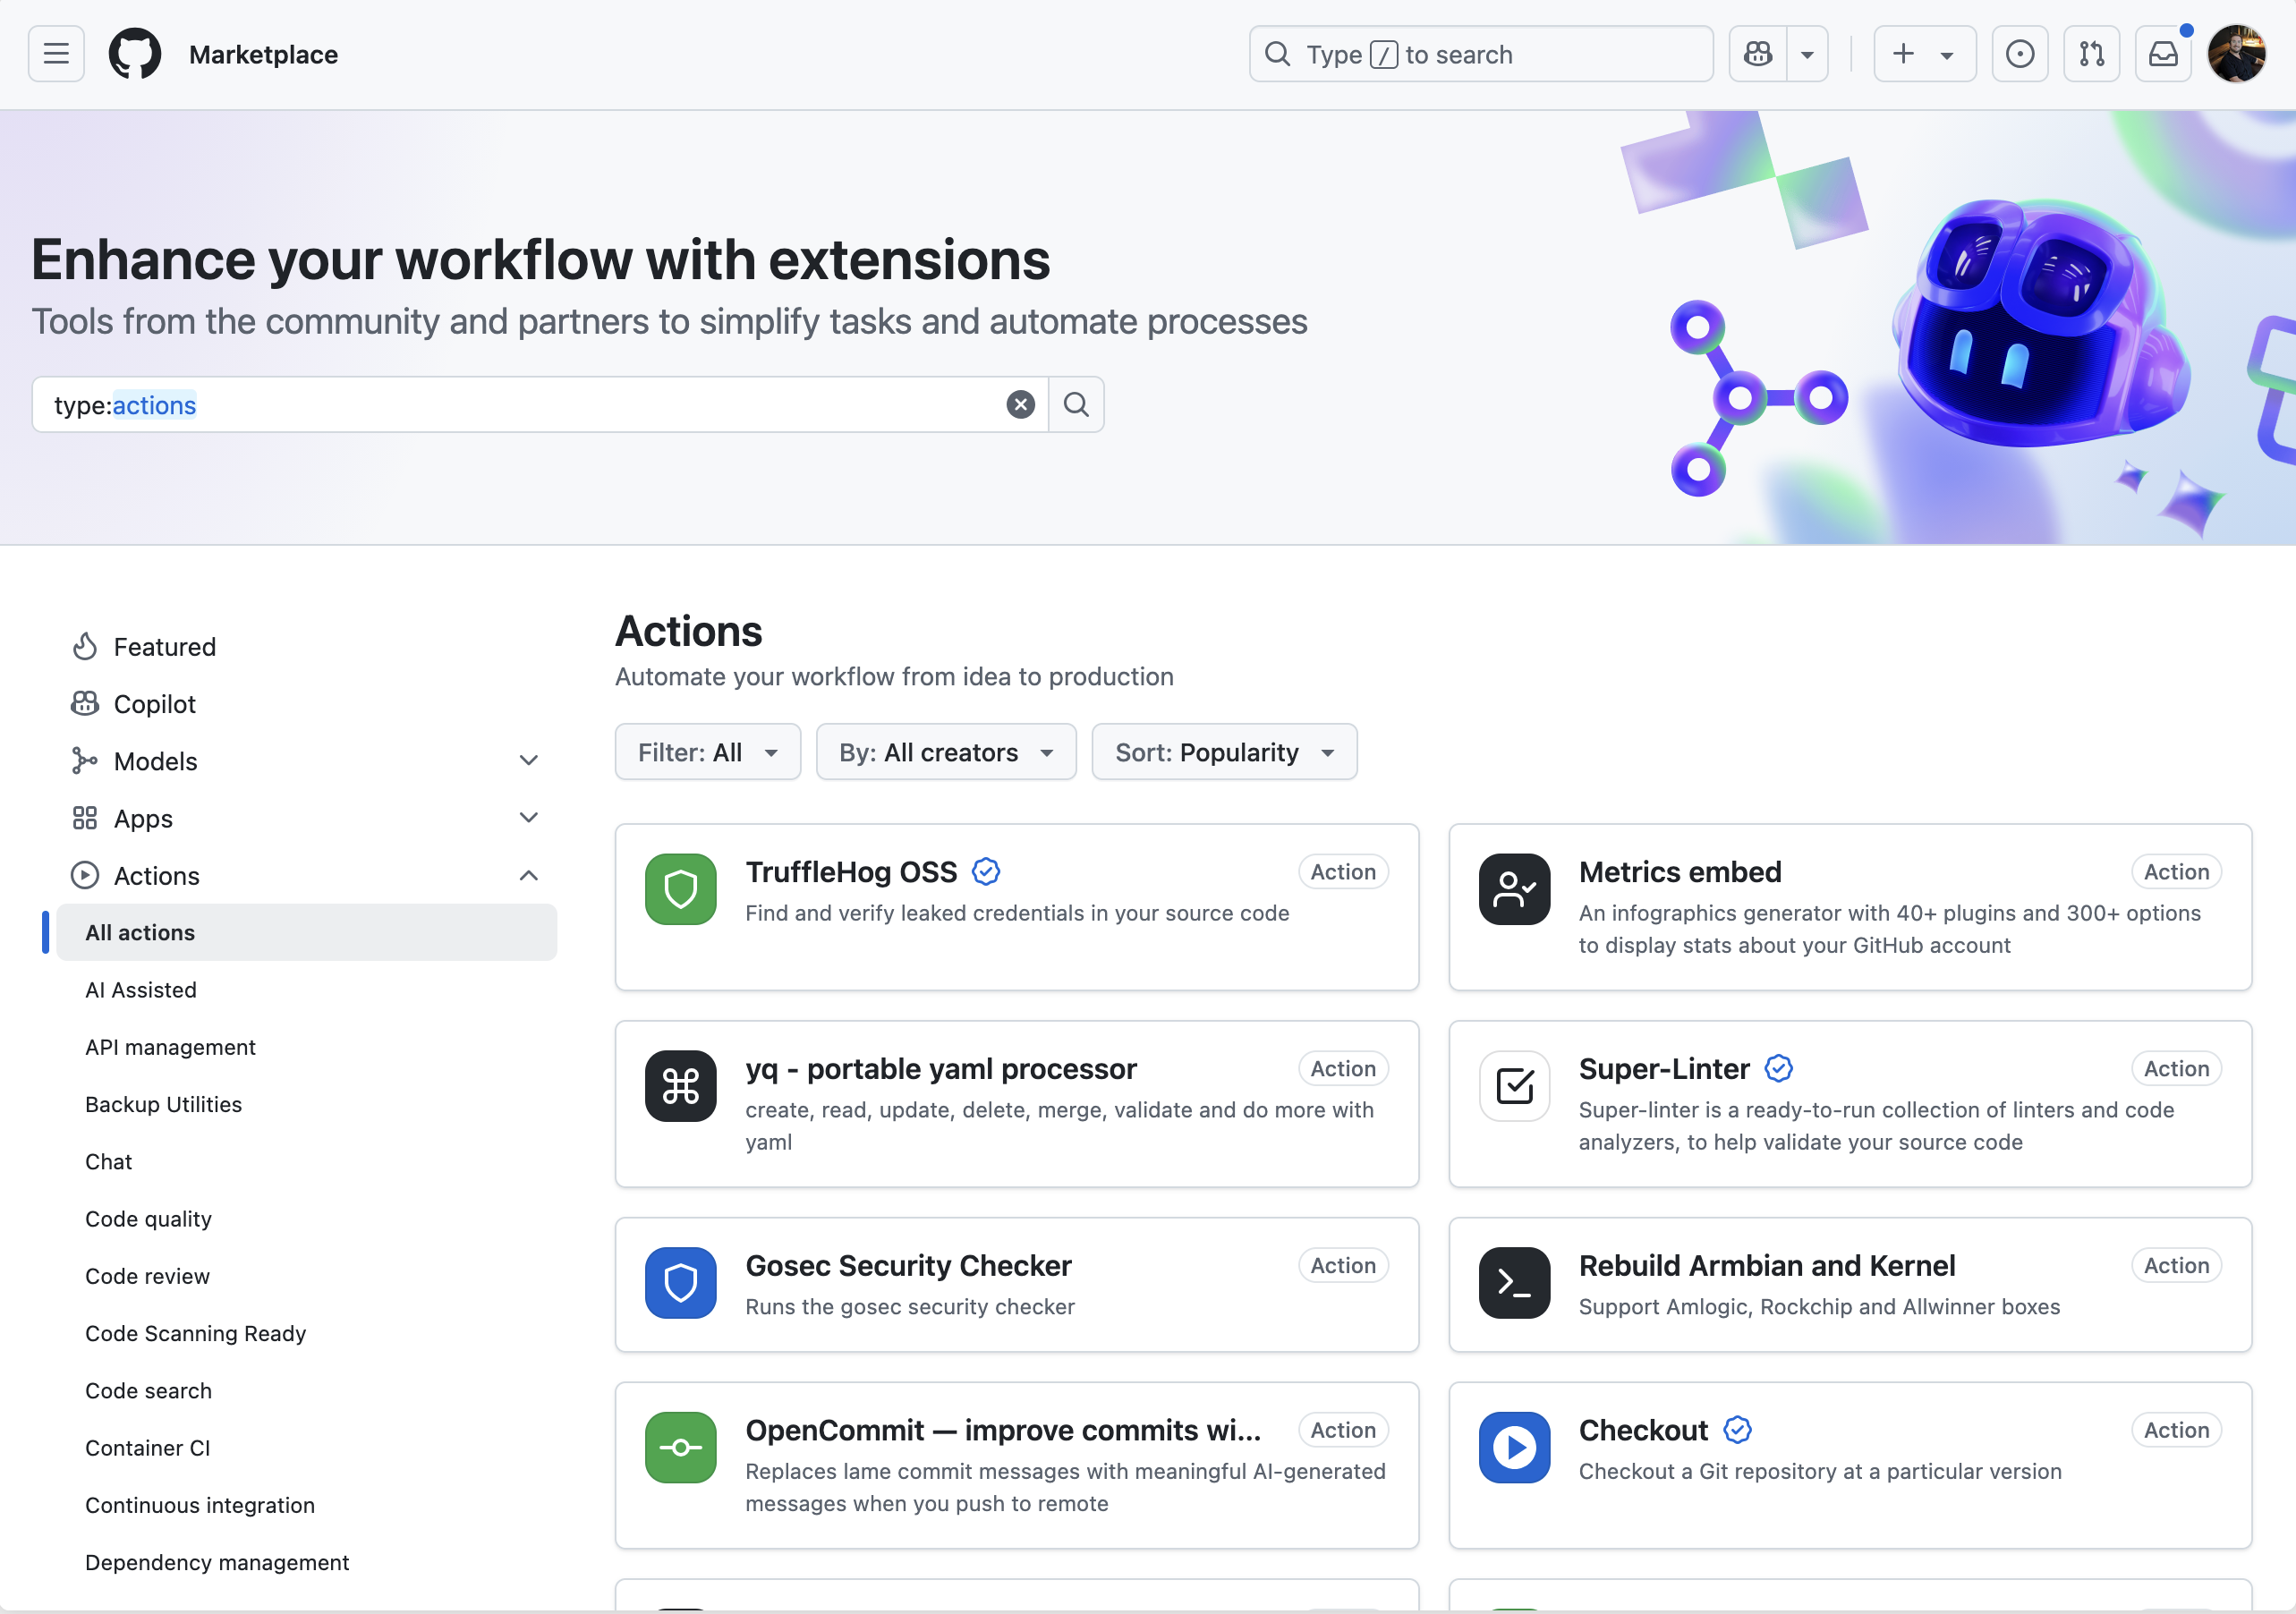 Marketplace
Type / to search
Enhance your workflow with extensions
Tools from the community and partners to simplify tasks and automate processes
type:actions
Featured
Copilot
Models
Apps
Actions
All actions
AI Assisted
API management
Backup Utilities
Chat
Code quality
Code review
Code Scanning Ready
Code search
Container CI
Continuous integration
Dependency management
Actions
Automate your workflow from idea to production
Filter: All
By: All creators
Sort: Popularity
TruffleHog OSS
Action
Find and verify leaked credentials in your source code
Metrics embed
Action
An infographics generator with 40+ plugins and 300+ options
to display stats about your GitHub account
yq - portable yaml processor
Action
create, read, update, delete, merge, validate and do more with
yaml
Super-Linter
Action
Super-linter is a ready-to-run collection of linters and code
analyzers, to help validate your source code
Gosec Security Checker
Action
Runs the gosec security checker
Rebuild Armbian and Kernel
Action
Support Amlogic, Rockchip and Allwinner boxes
OpenCommit — improve commits wi...
Action
Replaces lame commit messages with meaningful AI-generated
messages when you push to remote
Checkout
Action
Checkout a Git repository at a particular version